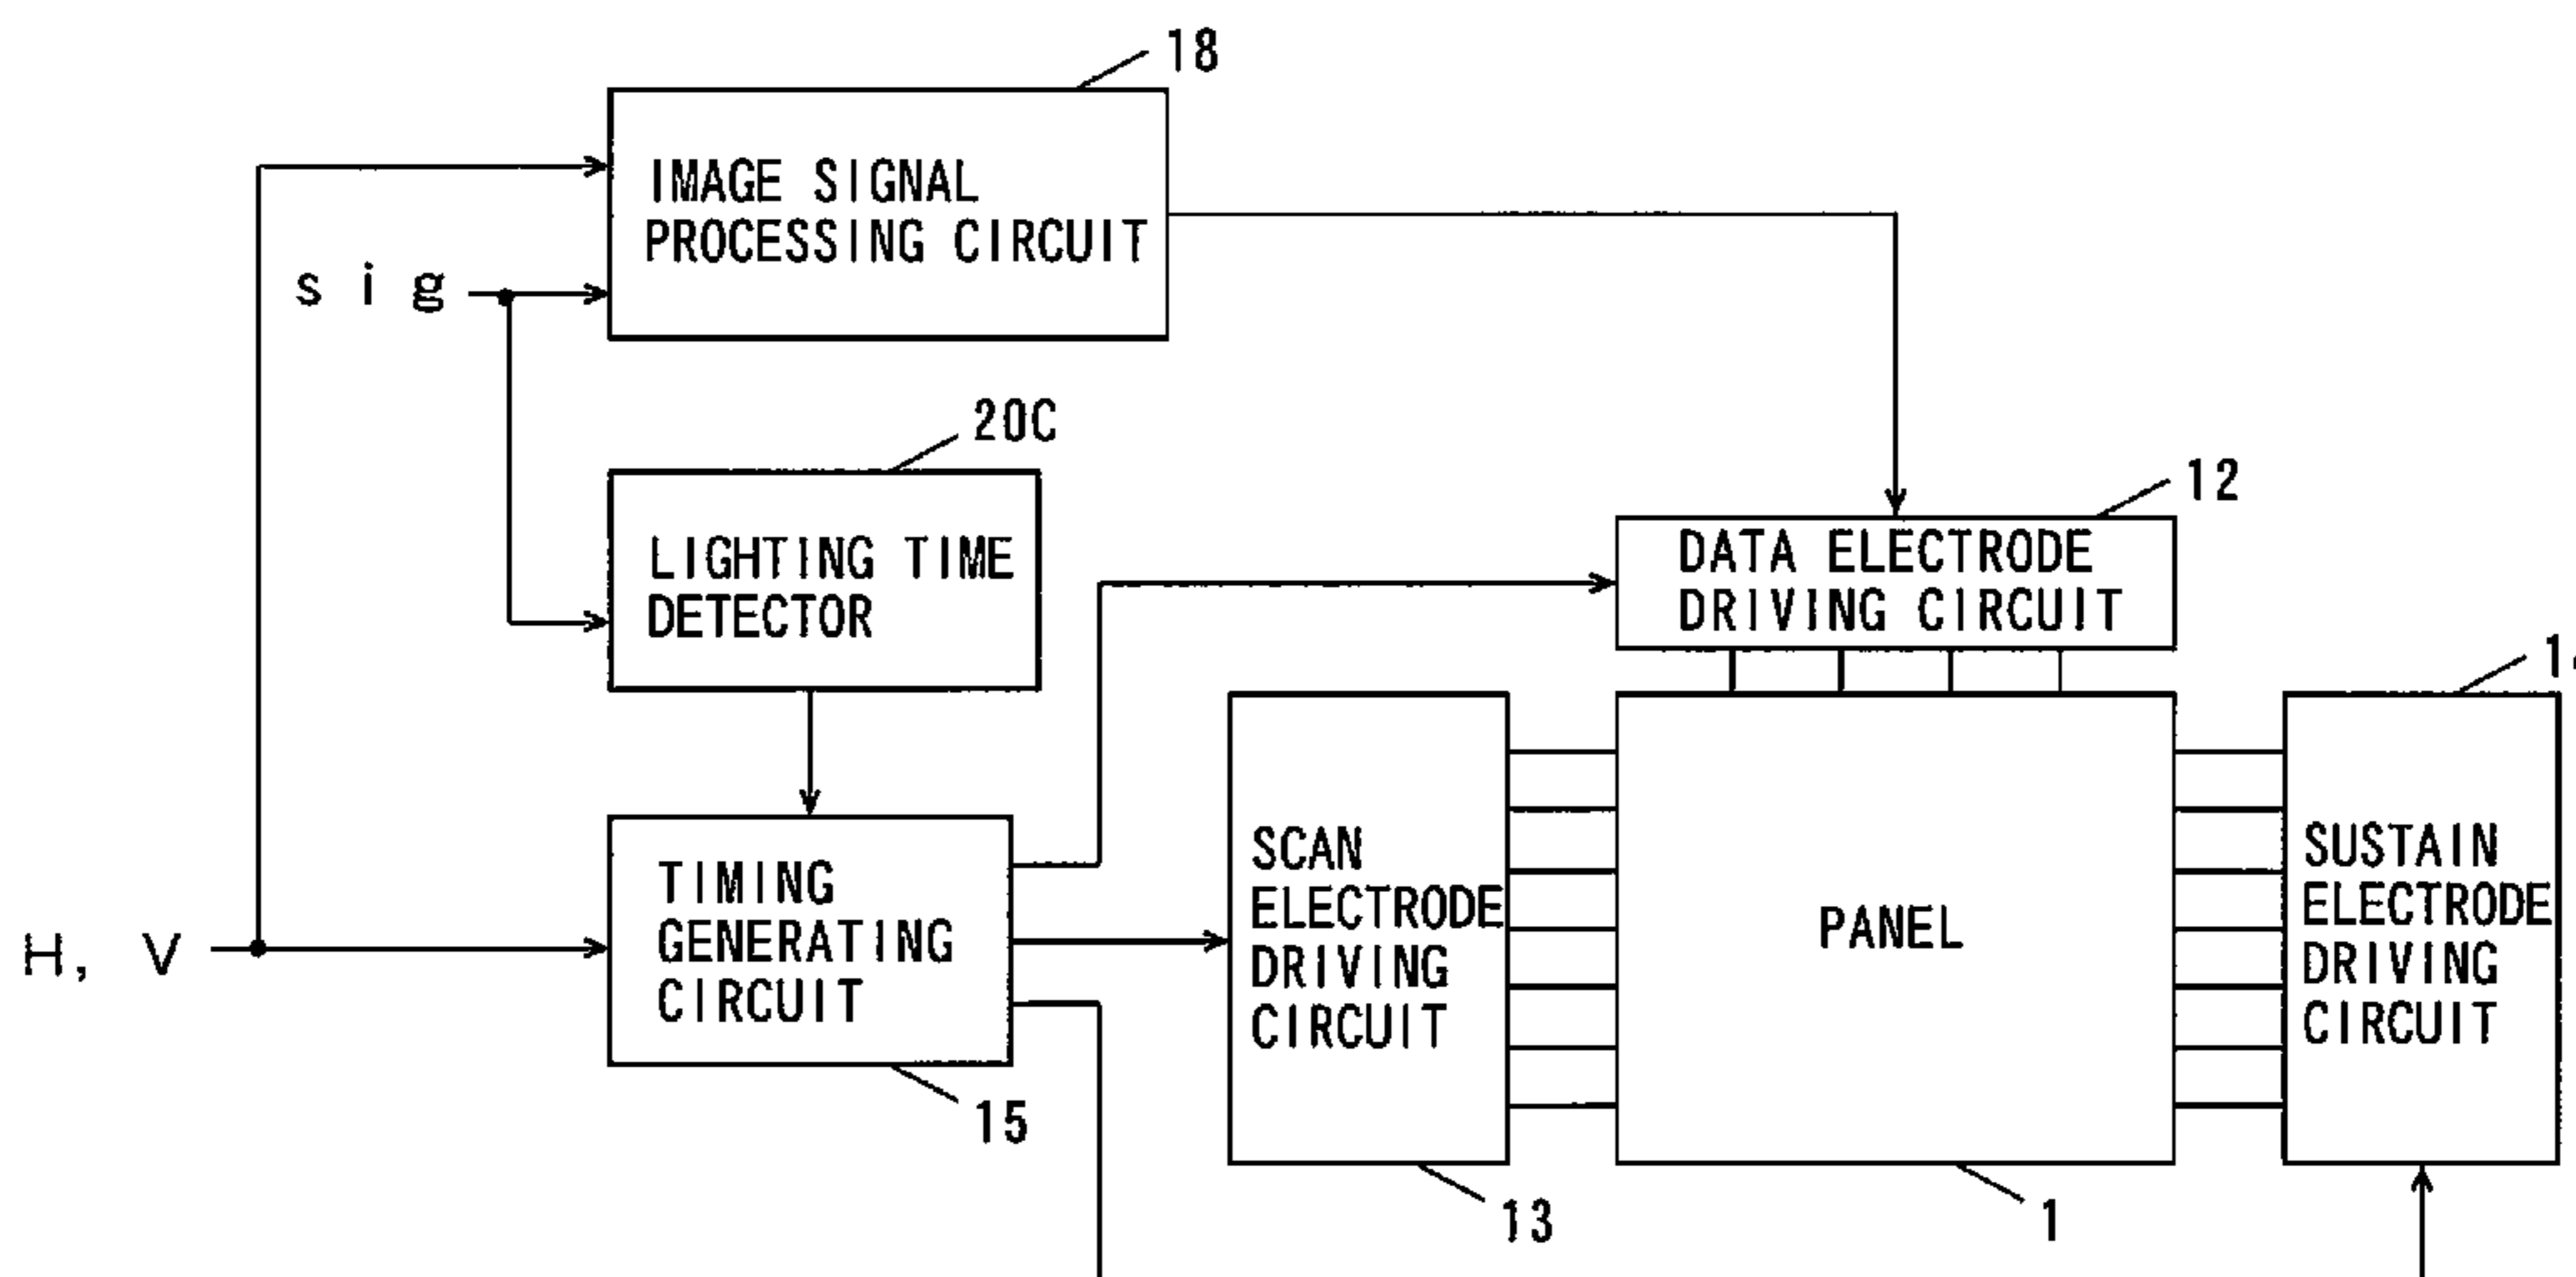 18
IMAGE SIGNAL
PROCESSING CIRCUIT
sig
20C
LIGHTING TIME
DETECTOR
12
DATA ELECTRODE
DRIVING CIRCUIT
TIMING
GENERATING
CIRCUIT
H, V
15
SCAN
ELECTRODE
DRIVING
CIRCUIT
13
PANEL
1
SUSTAIN
ELECTRODE
DRIVING
CIRCUIT